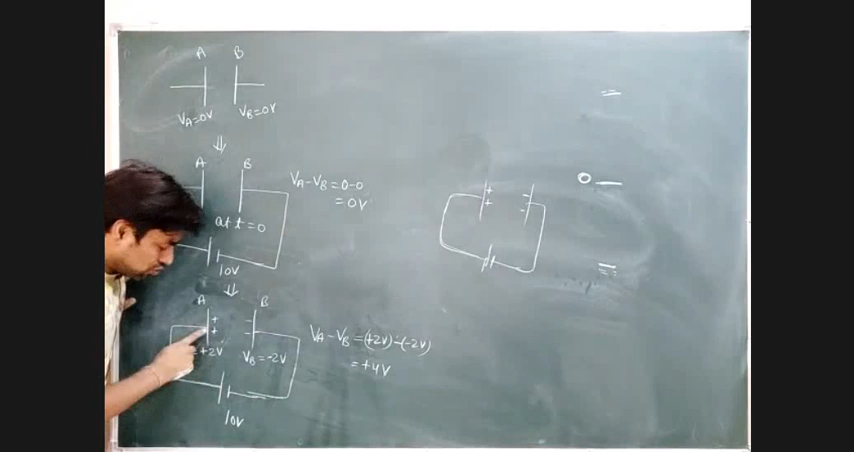 A B
VA=0V VB=0V
⇓
A B
VA-VB=0-0
=0V
at t=0
10V
⇓
A B
+ -
+ -
+2V VB=-2V
VA-VB=(+2V)-(-2V)
=+4V
10V
+ -
+ -